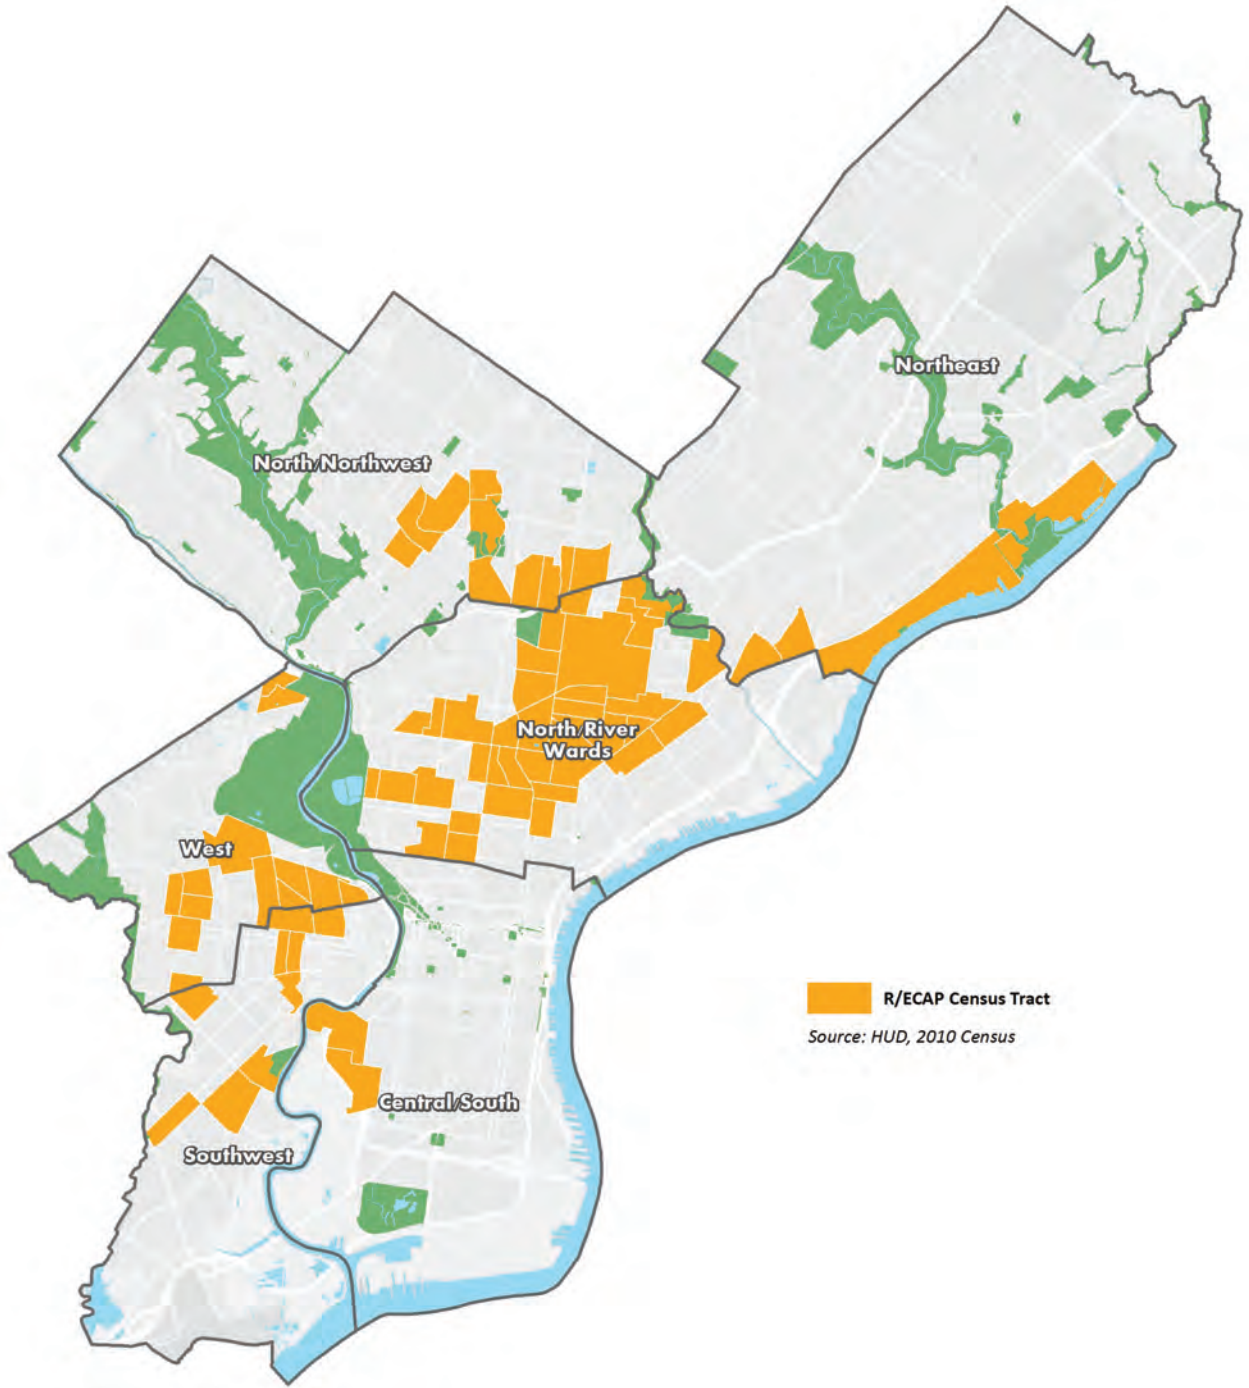 Northeast
North/Northwest
North/River
Wards
West
R/ECAP Census Tract
Source: HUD, 2010 Census
Central/South
Southwest